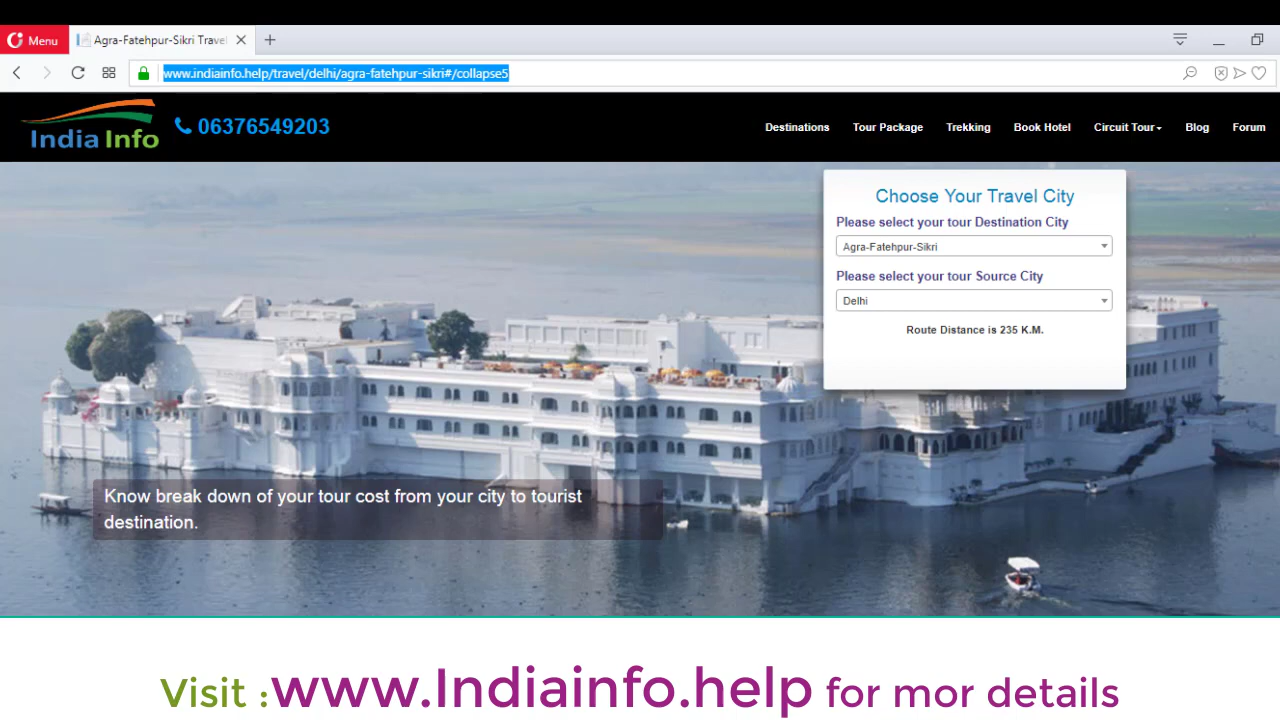 Menu
Agra-Fatehpur-Sikri Trave
www.indiainfo.help/travel/delhi/agra-fatehpur-sikri#/collapse5
India Info
06376549203
Destinations
Tour Package
Trekking
Book Hotel
Circuit Tour
Blog
Forum
Choose Your Travel City
Please select your tour Destination City
Agra-Fatehpur-Sikri
Please select your tour Source City
Delhi
Route Distance is 235 K.M.
Know break down of your tour cost from your city to tourist
destination.
Visit :www.Indiainfo.help for mor details